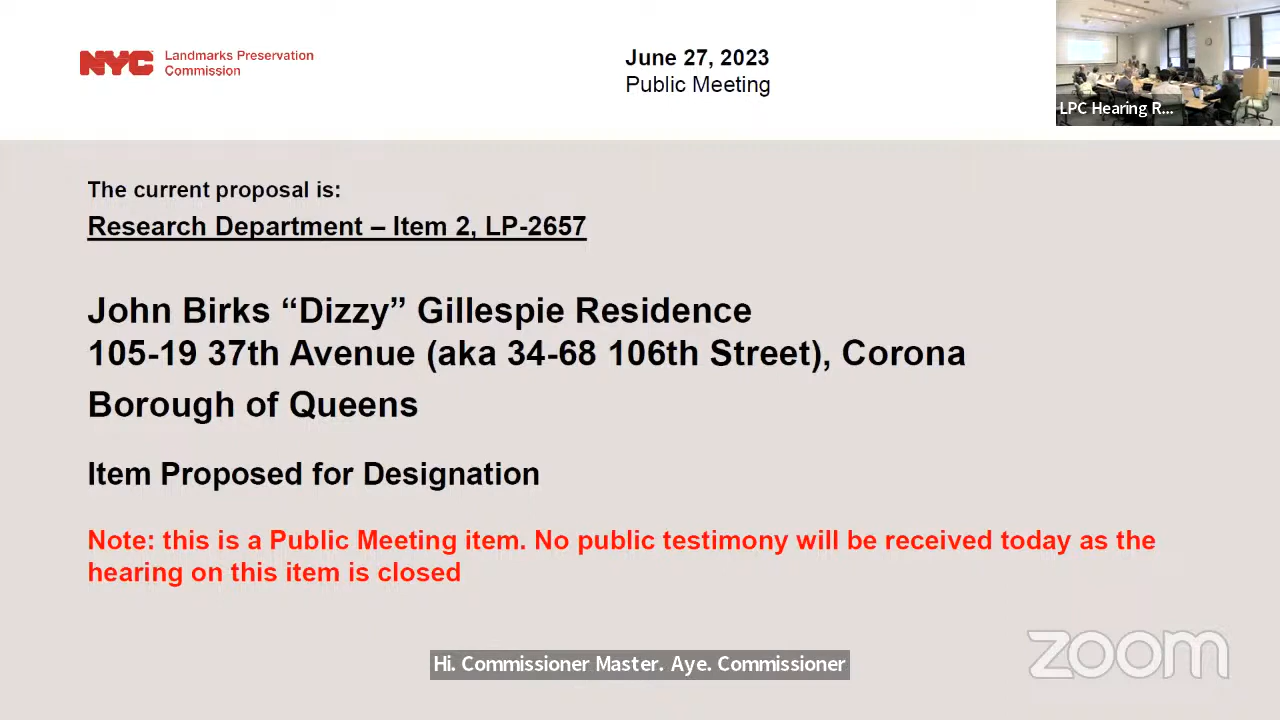 NYC Landmarks Preservation
Commission
June 27, 2023
Public Meeting
LPC Hearing R...
The current proposal is:
Research Department – Item 2, LP-2657
John Birks “Dizzy” Gillespie Residence
105-19 37th Avenue (aka 34-68 106th Street), Corona
Borough of Queens
Item Proposed for Designation
Note: this is a Public Meeting item. No public testimony will be received today as the
hearing on this item is closed
Hi. Commissioner Master. Aye. Commissioner
zoom